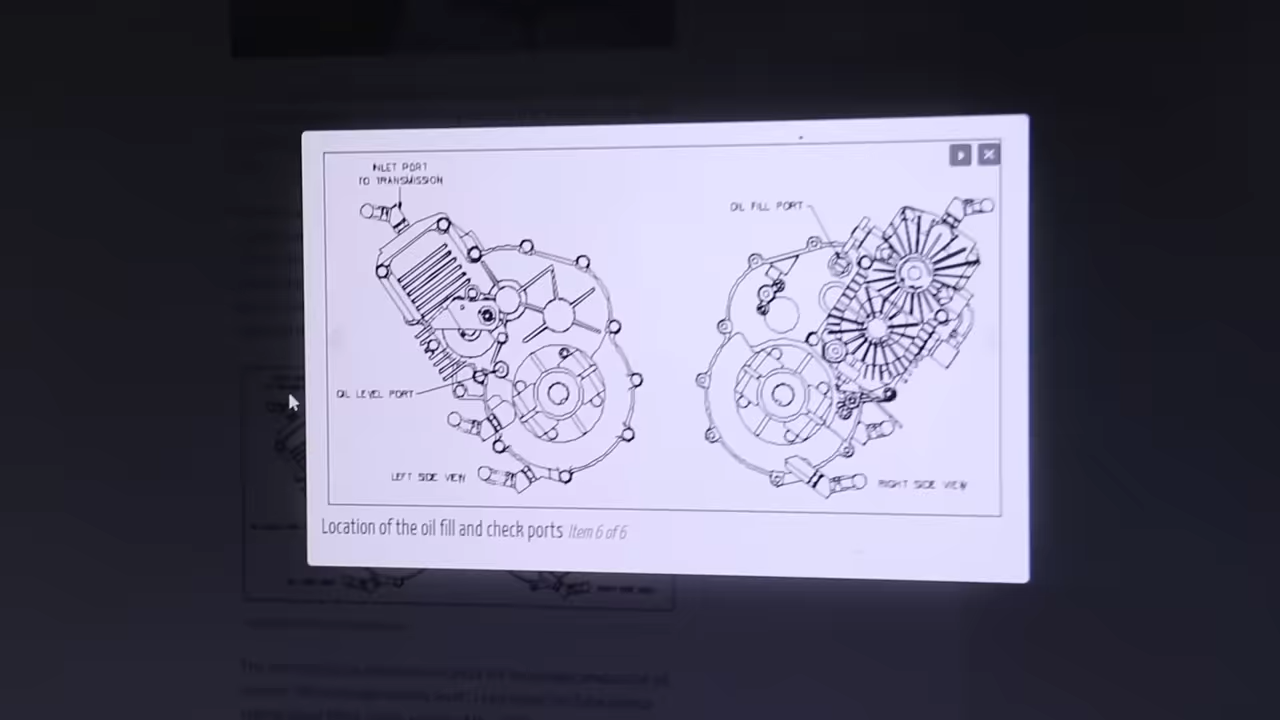 INLET PORT
TO TRANSMISSION
OIL LEVEL PORT
LEFT SIDE VIEW
OIL FILL PORT
RIGHT SIDE VIEW
Location of the oil fill and check ports Item 6 of 6